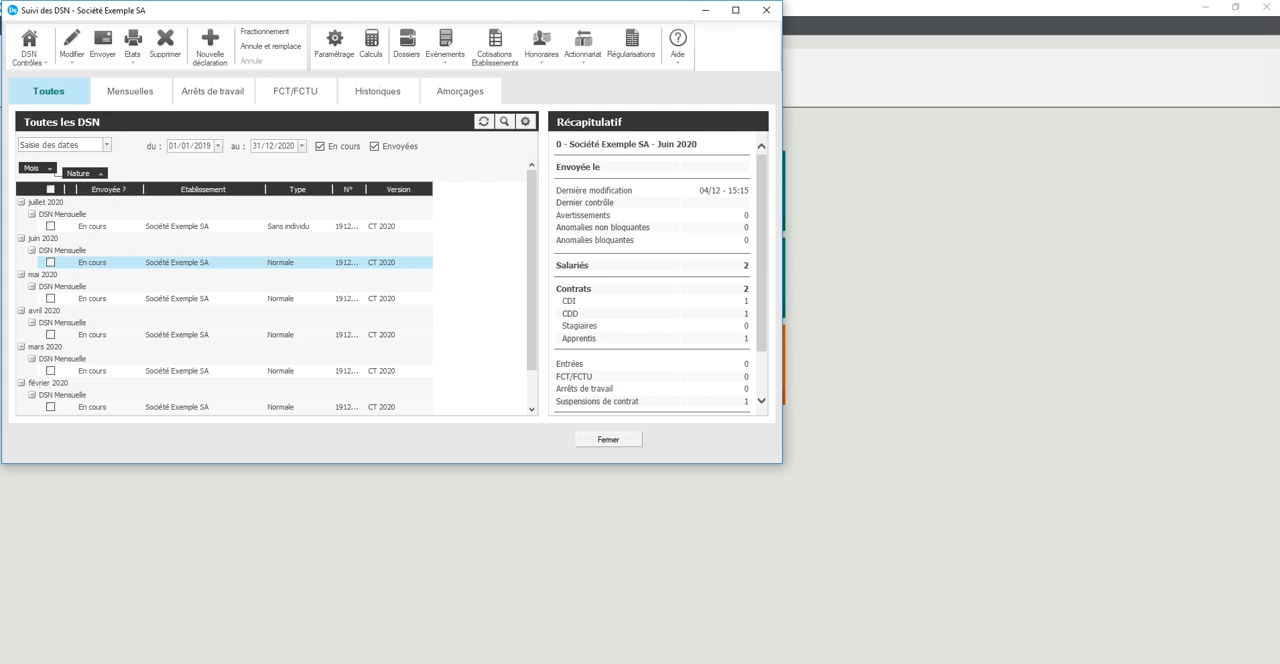 Ds Suivi des DSN - Société Exemple SA
DSN Contrôles
Modifier
Envoyer
Etats
Supprimer
Nouvelle déclaration
Fractionnement
Annule et remplace
Annule
Paramétrage
Calculs
Dossiers
Evènements
Cotisations Etablissements
Honoraires
Actionnariat
Régularisations
Aide
Toutes Mensuelles Arrêts de travail FCT/FCTU Historiques Amorçages
Toutes les DSN
Saisie des dates du : 01/01/2019 au : 31/12/2020 En cours Envoyées
Mois
Nature
Envoyée ? Etablissement Type N° Version
juillet 2020
DSN Mensuelle
En cours Société Exemple SA Sans individu 1912... CT 2020
juin 2020
DSN Mensuelle
En cours Société Exemple SA Normale 1912... CT 2020
mai 2020
DSN Mensuelle
En cours Société Exemple SA Normale 1912... CT 2020
avril 2020
DSN Mensuelle
En cours Société Exemple SA Normale 1912... CT 2020
mars 2020
DSN Mensuelle
En cours Société Exemple SA Normale 1912... CT 2020
février 2020
DSN Mensuelle
En cours Société Exemple SA Normale 1912... CT 2020
Récapitulatif
0 - Société Exemple SA - Juin 2020
Envoyée le
Dernière modification 04/12 - 15:15
Dernier contrôle
Avertissements 0
Anomalies non bloquantes 0
Anomalies bloquantes 0
Salariés 2
Contrats 2
CDI 1
CDD 1
Stagiaires 0
Apprentis 1
Entrées 0
FCT/FCTU 0
Arrêts de travail 0
Suspensions de contrat 1
Fermer